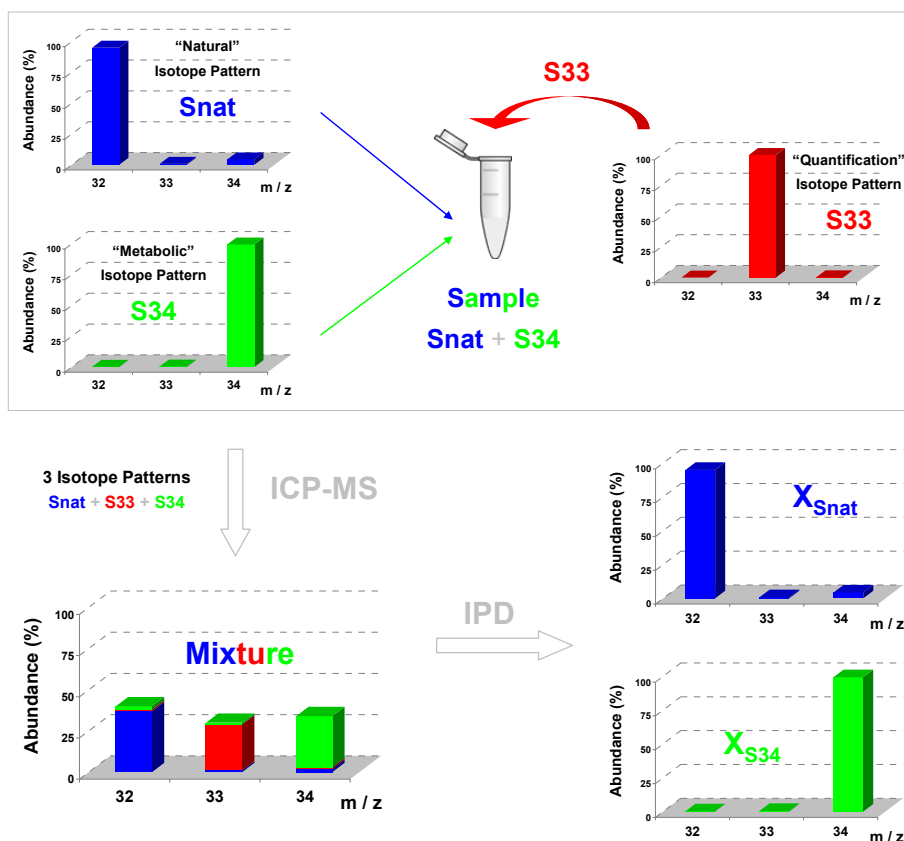 Abundance (%)
100
75
50
25
0
“Natural”
Isotope Pattern
Snat
32 33 34 m / z
Abundance (%)
100
75
50
25
0
“Metabolic”
Isotope Pattern
S34
32 33 34 m / z
S33
Sample
Snat + S34
Abundance (%)
100
75
50
25
0
“Quantification”
Isotope Pattern
S33
32 33 34 m / z
3 Isotope Patterns
Snat + S33 + S34
ICP-MS
Abundance (%)
100
75
50
25
0
Mixture
32 33 34 m / z
IPD
Abundance (%)
100
75
50
25
0
XSnat
32 33 34 m / z
Abundance (%)
100
75
50
25
0
XS34
32 33 34 m / z